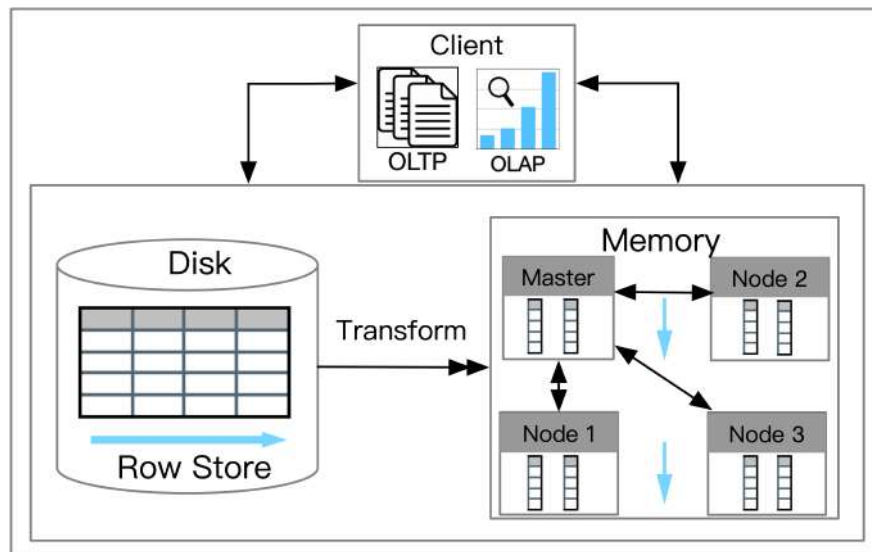 Client
OLTP
OLAP
Disk
Row Store
Transform
Memory
Master
Node 2
Node 1
Node 3